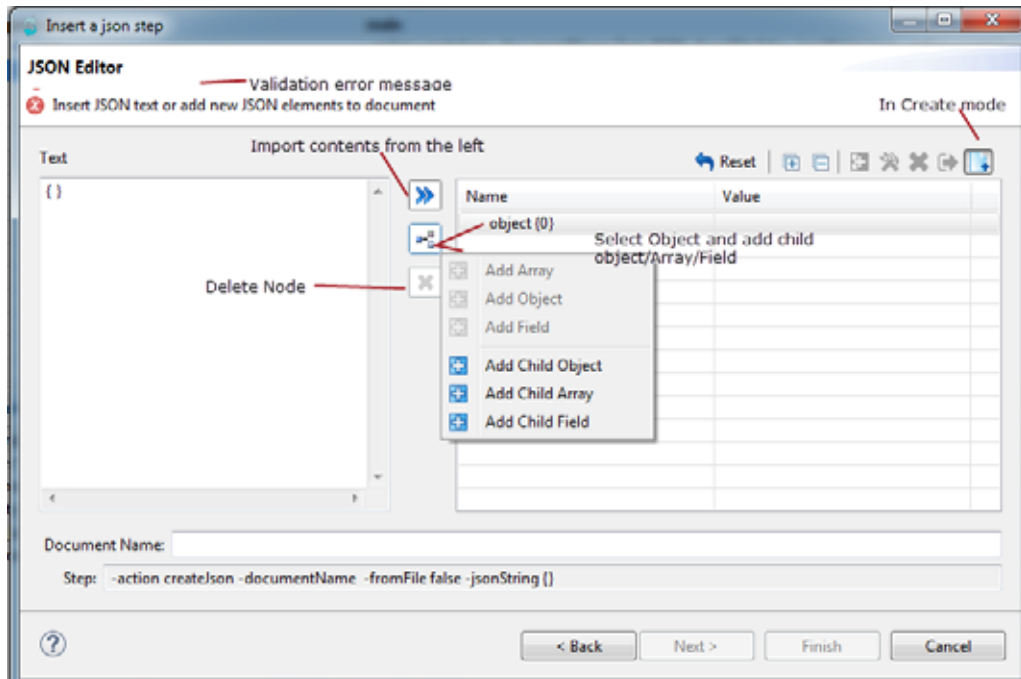 Insert a json step
JSON Editor
Validation error message
Insert JSON text or add new JSON elements to document
In Create mode
Import contents from the left
Text
Reset
{}
Name Value
object {0}
Select Object and add child
object/Array/Field
Delete Node
Add Array
Add Object
Add Field
Add Child Object
Add Child Array
Add Child Field
Document Name:
Step: -action createJson -documentName -fromFile false -jsonString {}
< Back Next > Finish Cancel